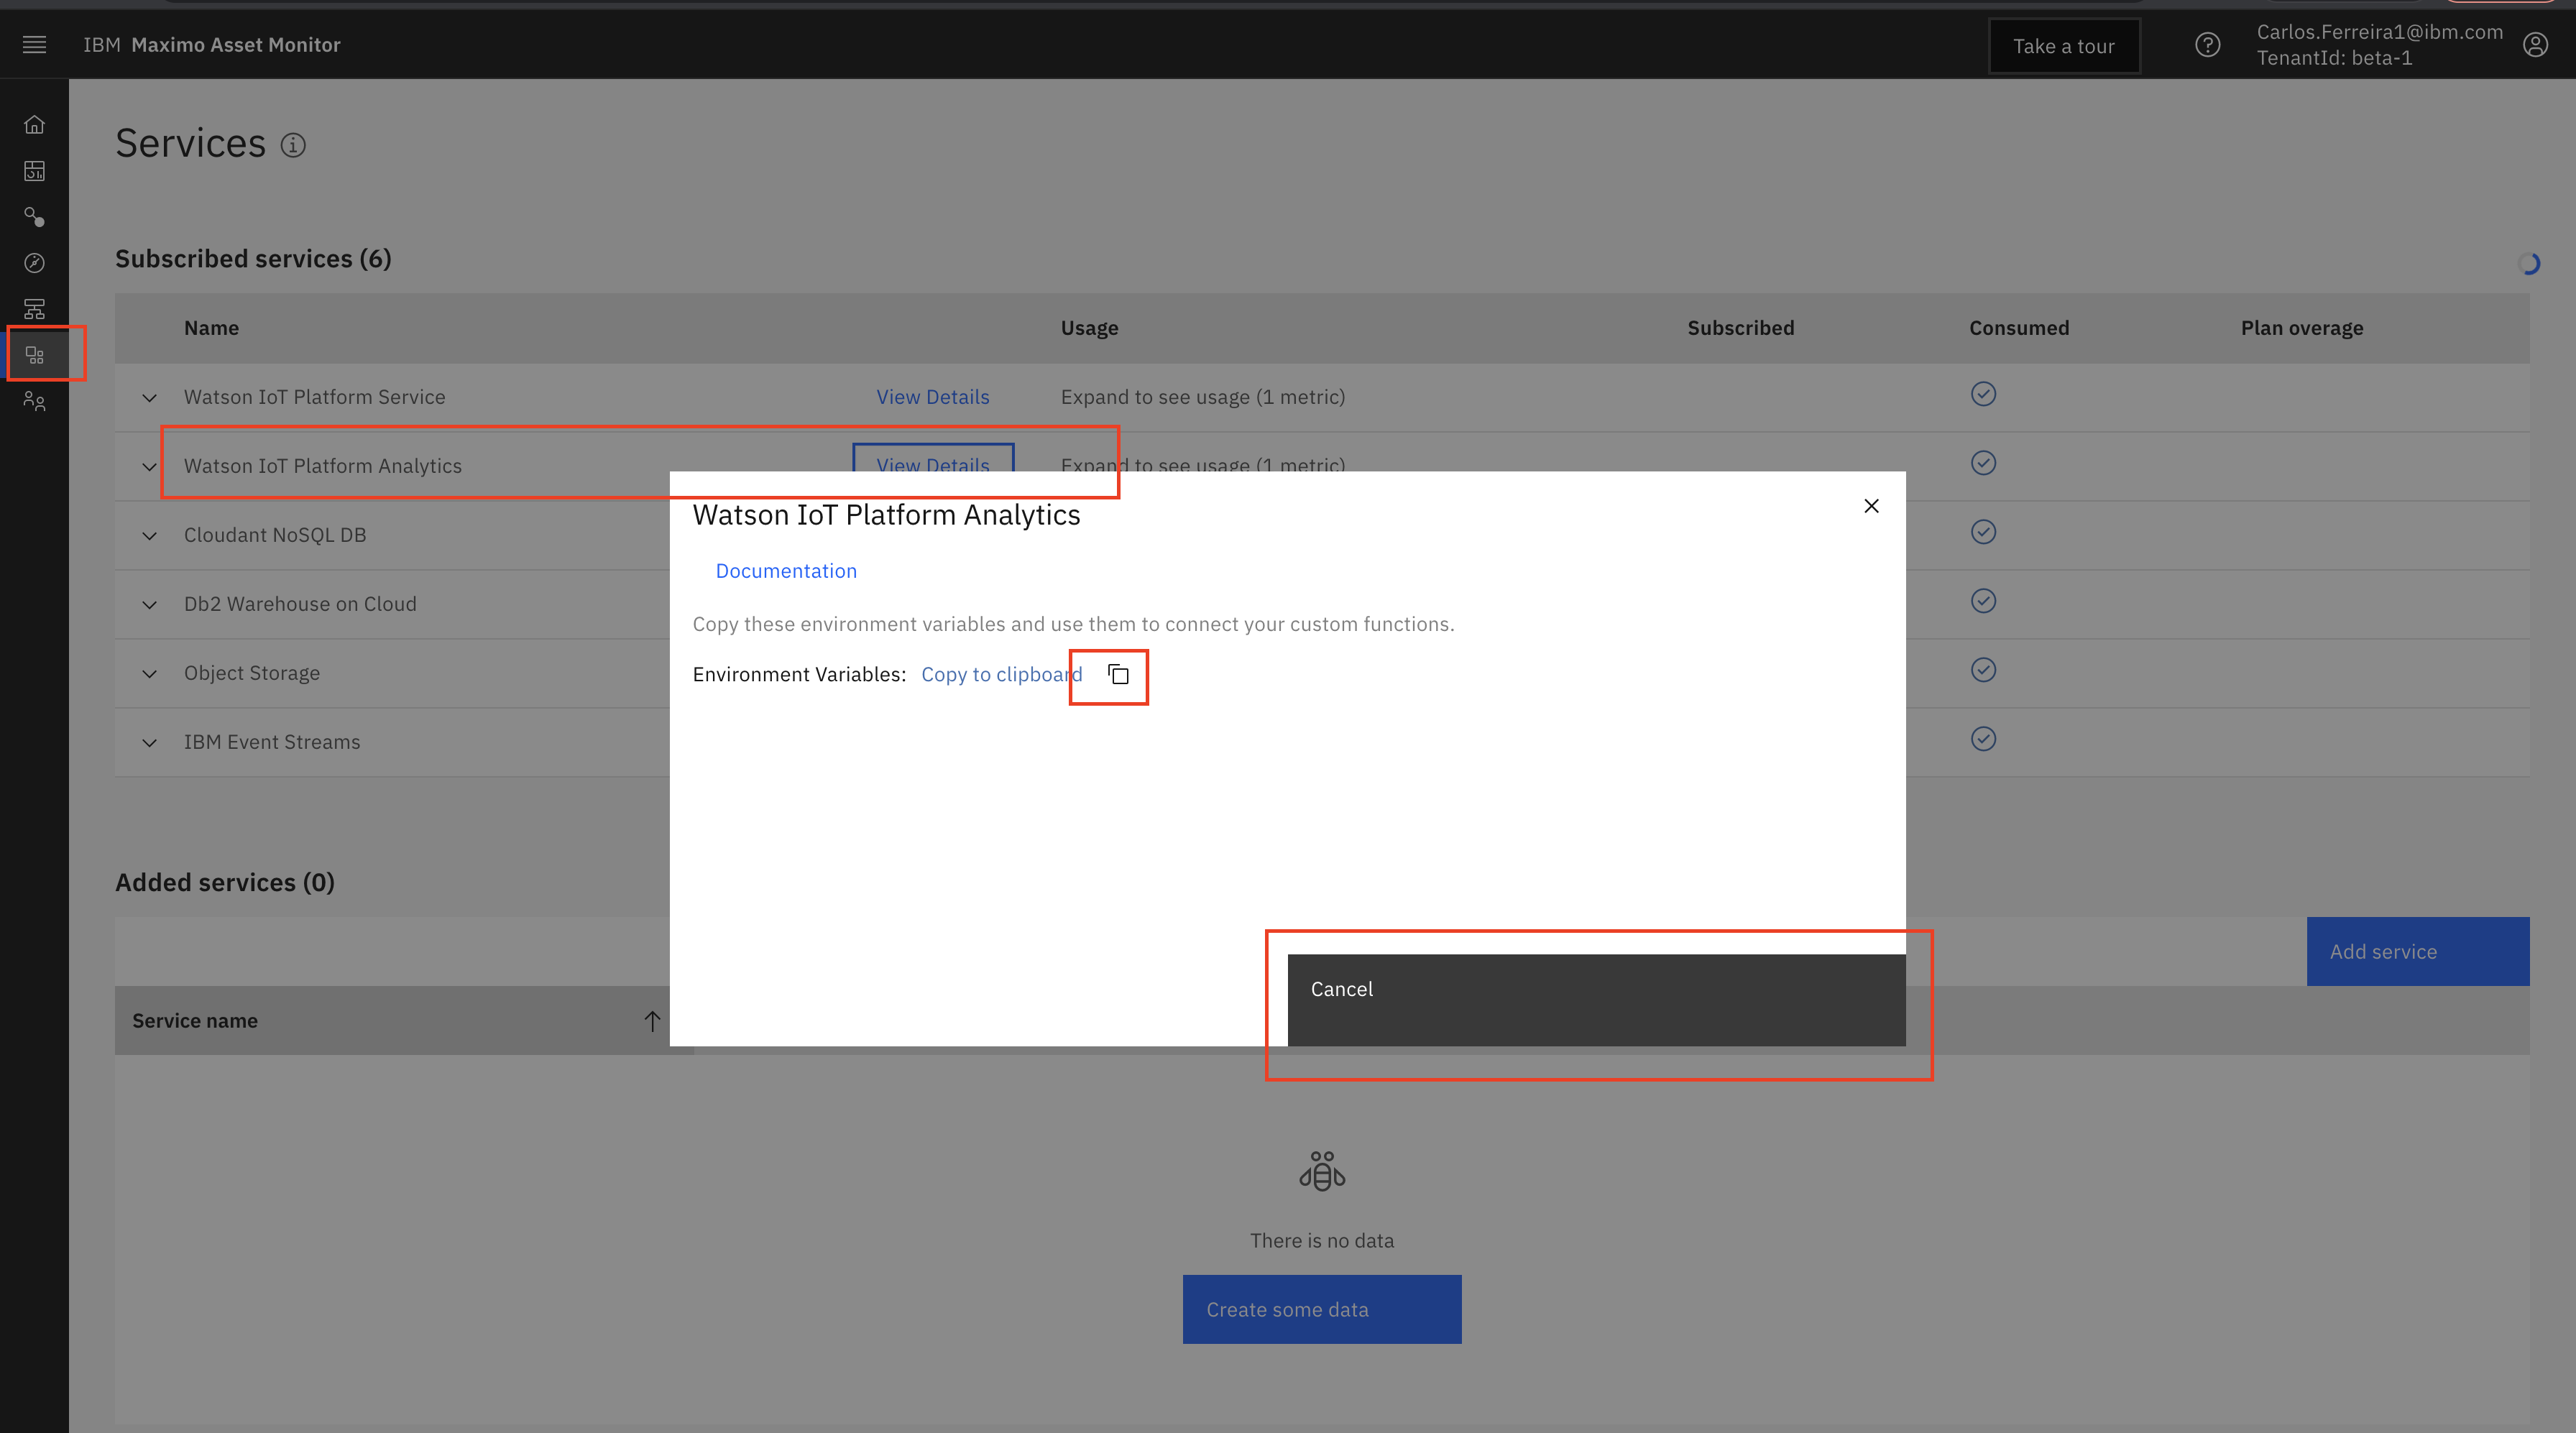 IBM Maximo Asset Monitor
Take a tour
Carlos.Ferreira1@ibm.com
TenantId: beta-1
Services
Subscribed services (6)
Name Usage Subscribed Consumed Plan overage
Watson IoT Platform Service View Details Expand to see usage (1 metric)
Watson IoT Platform Analytics View Details Expand to see usage (1 metric)
Cloudant NoSQL DB
Db2 Warehouse on Cloud
Object Storage
IBM Event Streams
Watson IoT Platform Analytics
Documentation
Copy these environment variables and use them to connect your custom functions.
Environment Variables: Copy to clipboard
Cancel
Added services (0)
Add service
Service name
There is no data
Create some data